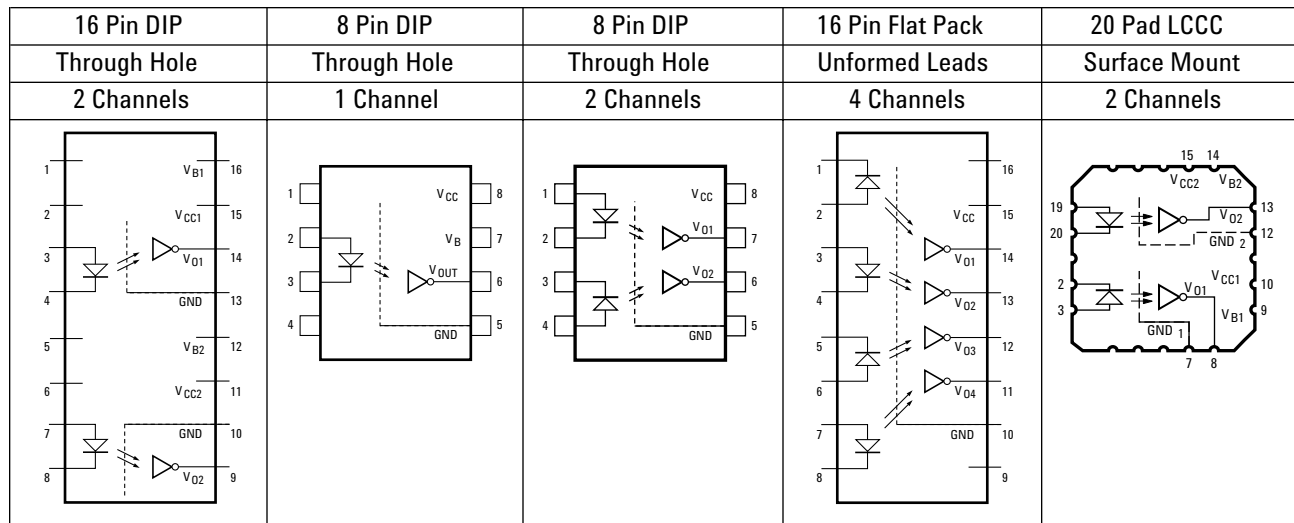 16 Pin DIP
8 Pin DIP
8 Pin DIP
16 Pin Flat Pack
20 Pad LCCC
Through Hole
Through Hole
Through Hole
Unformed Leads
Surface Mount
2 Channels
1 Channel
2 Channels
4 Channels
2 Channels
1
VB1
16
2
VCC1
15
3
VO1
14
4
GND
13
5
VB2
12
6
VCC2
11
7
GND
10
8
VO2
9
1
VCC
8
2
VB
7
3
VOUT
6
4
GND
5
1
VCC
8
2
VO1
7
3
VO2
6
4
GND
5
1
16
2
VCC
15
3
VO1
14
4
VO2
13
5
VO3
12
6
VO4
11
7
GND
10
8
9
15
14
VCC2
VB2
19
VO2
13
20
GND 2
12
2
VCC1
10
3
VO1
VB1
9
GND 1
7
8